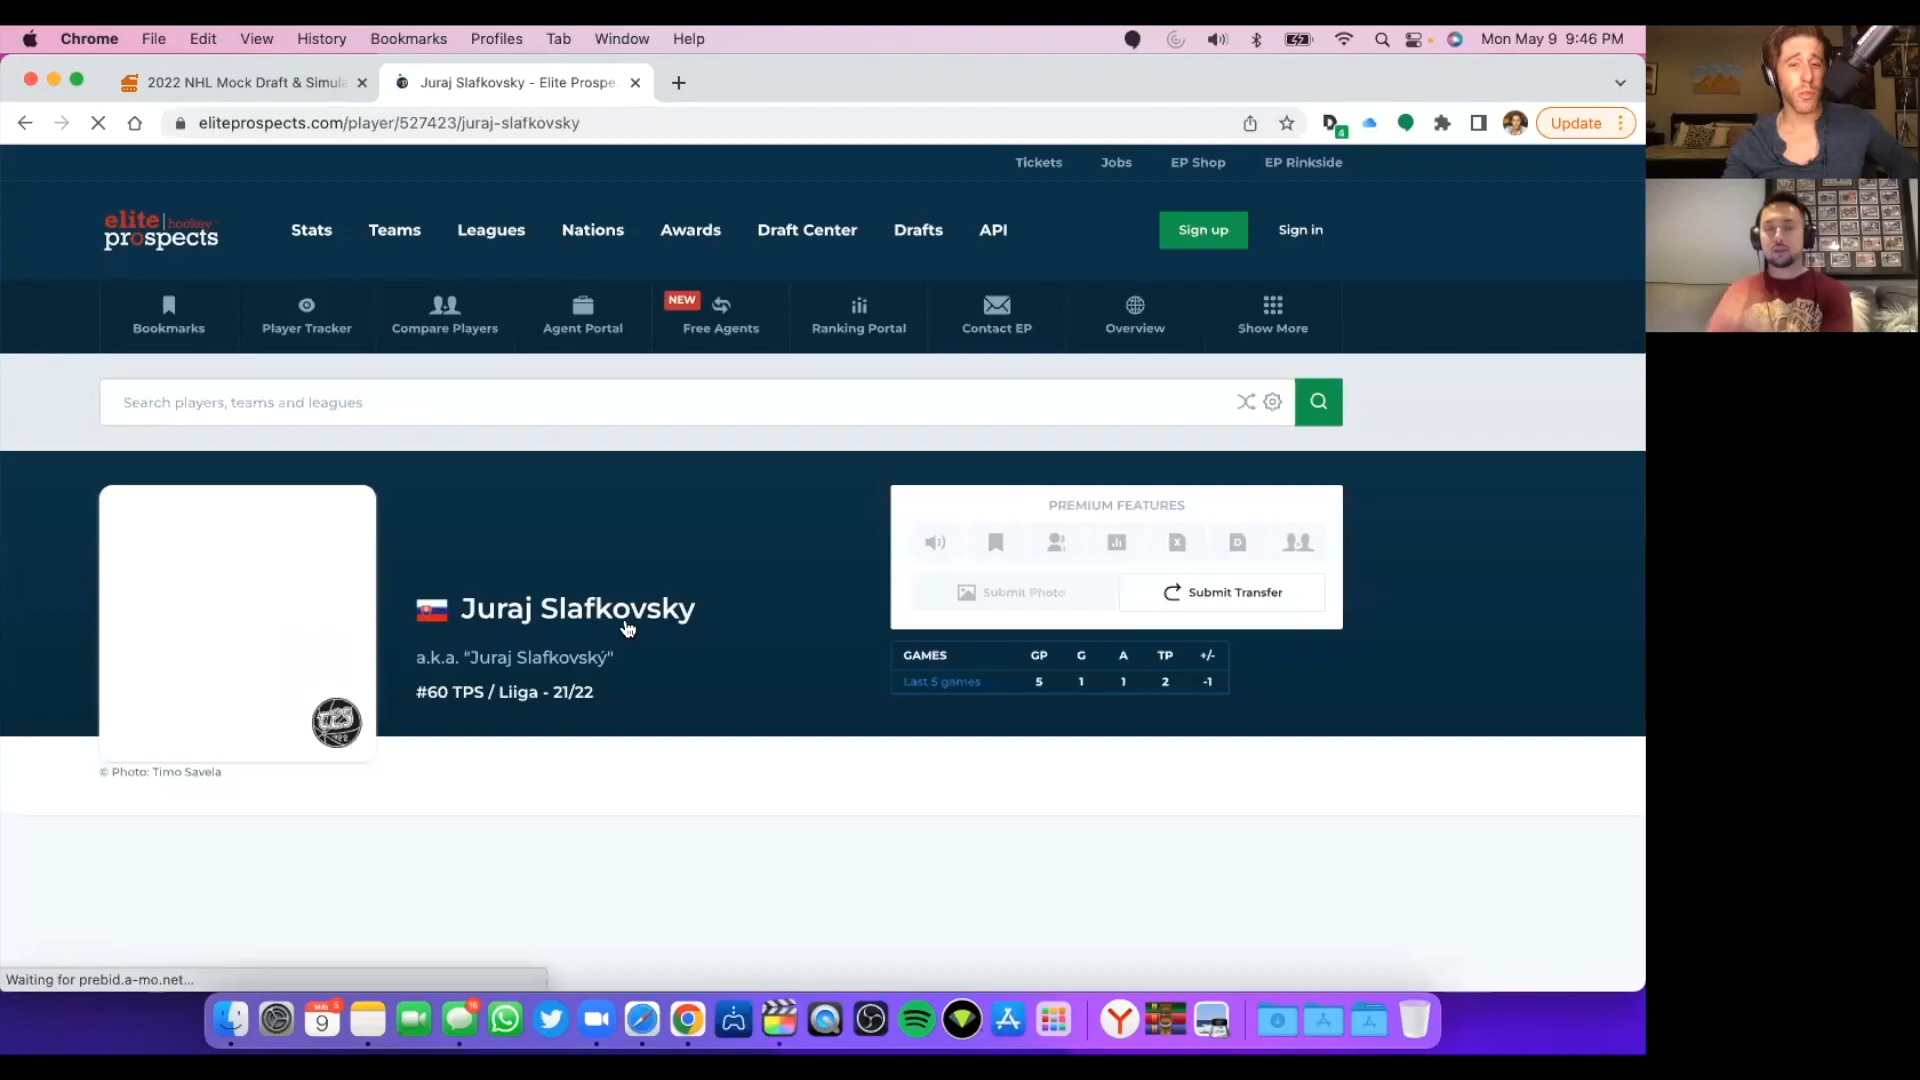 Chrome File Edit View History Bookmarks Profiles Tab Window Help Mon May 9 9:46 PM
2022 NHL Mock Draft & Simula Juraj Slafkovsky - Elite Prospe
eliteprospects.com/player/527423/juraj-slafkovsky Update
Tickets Jobs EP Shop EP Rinkside
elite hockey
prospects
Stats Teams Leagues Nations Awards Draft Center Drafts API Sign up Sign in
NEW
Bookmarks Player Tracker Compare Players Agent Portal Free Agents Ranking Portal Contact EP Overview Show More
Search players, teams and leagues
PREMIUM FEATURES
Submit Photo Submit Transfer
Juraj Slafkovsky
a.k.a. "Juraj Slafkovský"
#60 TPS / Liiga - 21/22
GAMES GP G A TP +/-
Last 5 games 5 1 1 2 -1
TPS
© Photo: Timo Savela
Waiting for prebid.a-mo.net...
MAY 5
9
16